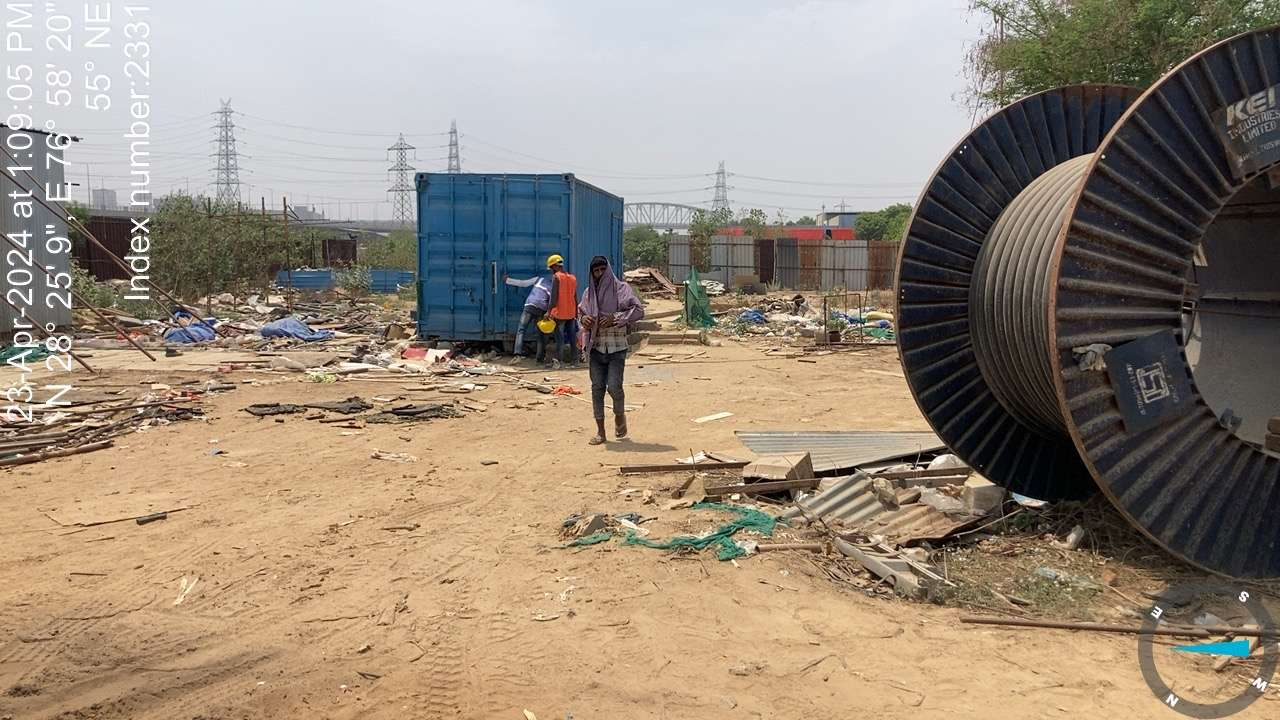 23-Apr-2024 at 1:09:05 PM
N 28° 25' 9", E 76° 58' 20"
55° NE
Index number:2331
KEI
INDUSTRIES
LIMITED
S
E
W
N